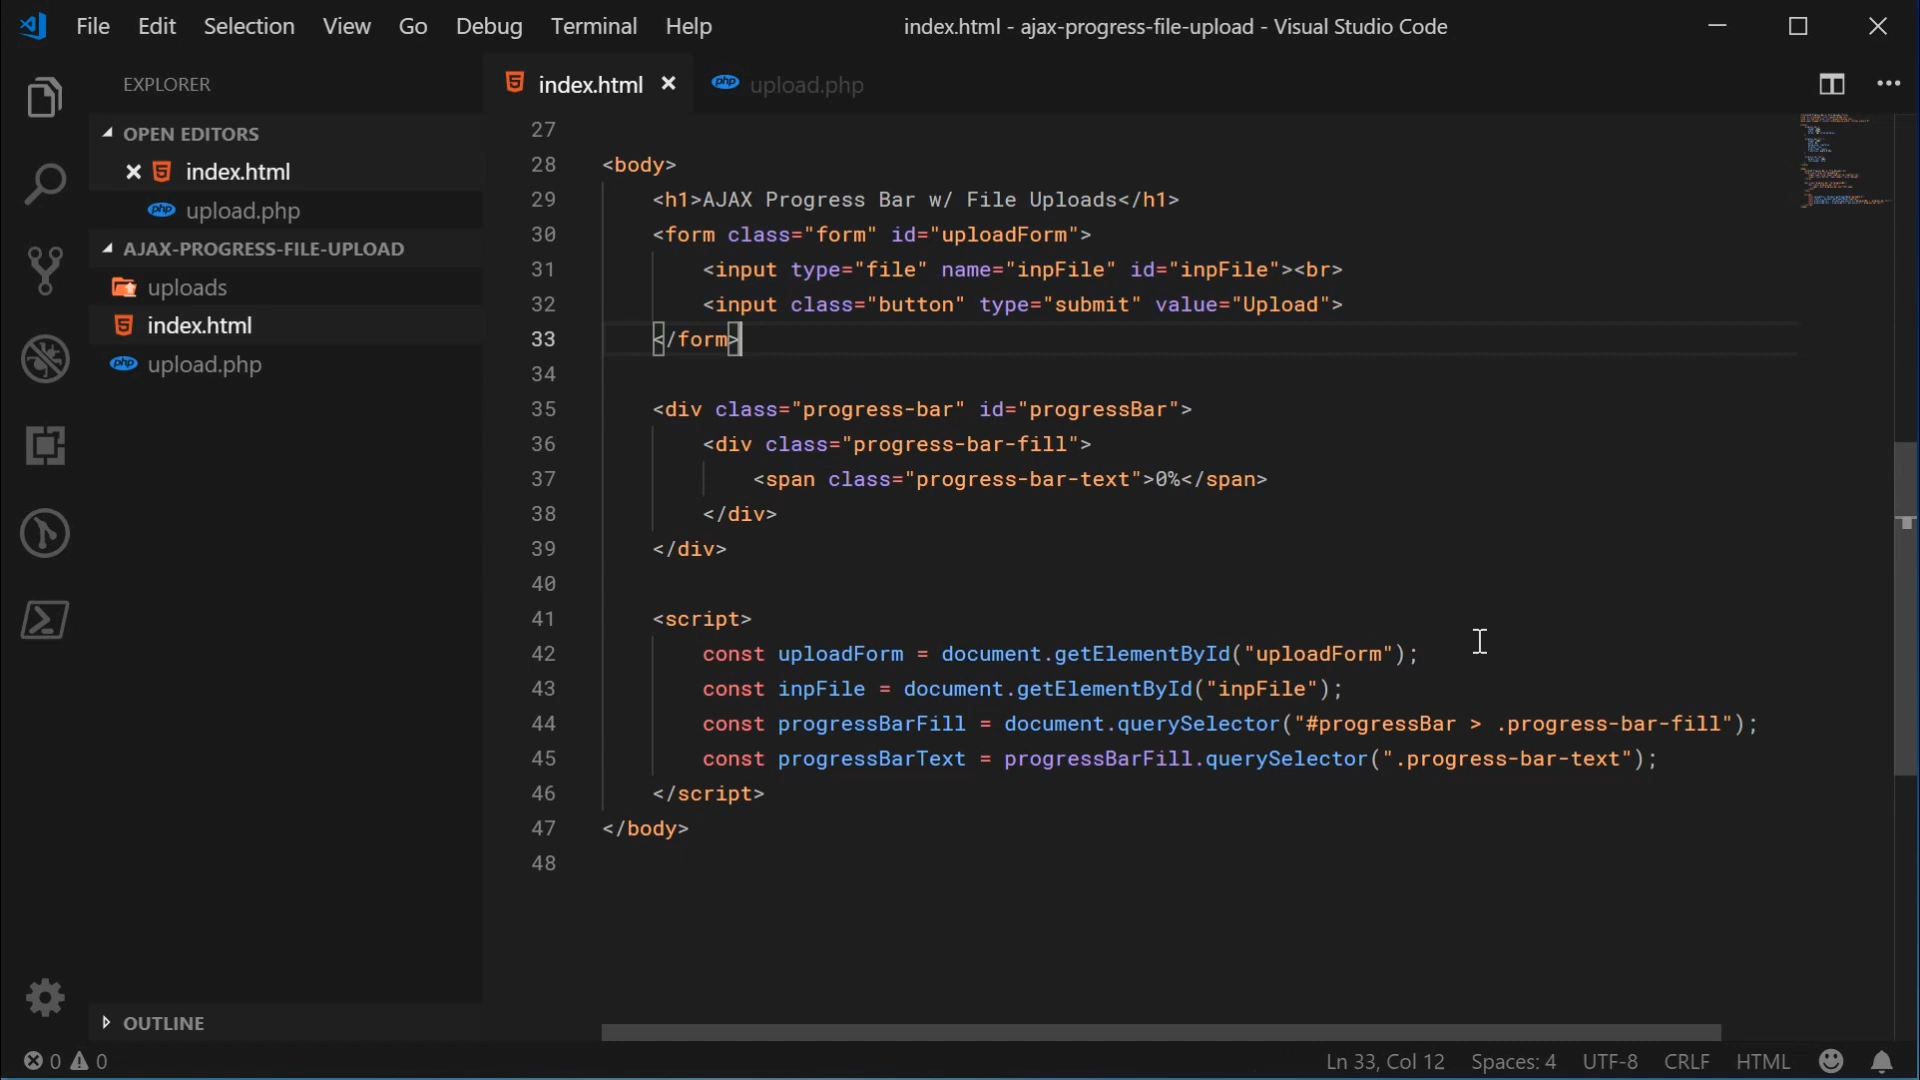 File Edit Selection View Go Debug Terminal Help index.html - ajax-progress-file-upload - Visual Studio Code
EXPLORER
OPEN EDITORS
index.html
upload.php
AJAX-PROGRESS-FILE-UPLOAD
uploads
index.html
upload.php
OUTLINE
index.html upload.php
27
28 <body>
29 <h1>AJAX Progress Bar w/ File Uploads</h1>
30 <form class="form" id="uploadForm">
31 <input type="file" name="inpFile" id="inpFile"><br>
32 <input class="button" type="submit" value="Upload">
33 </form>
34
35 <div class="progress-bar" id="progressBar">
36 <div class="progress-bar-fill">
37 <span class="progress-bar-text">0%</span>
38 </div>
39 </div>
40
41 <script>
42 const uploadForm = document.getElementById("uploadForm");
43 const inpFile = document.getElementById("inpFile");
44 const progressBarFill = document.querySelector("#progressBar > .progress-bar-fill");
45 const progressBarText = progressBarFill.querySelector(".progress-bar-text");
46 </script>
47 </body>
48
0 0 Ln 33, Col 12 Spaces: 4 UTF-8 CRLF HTML